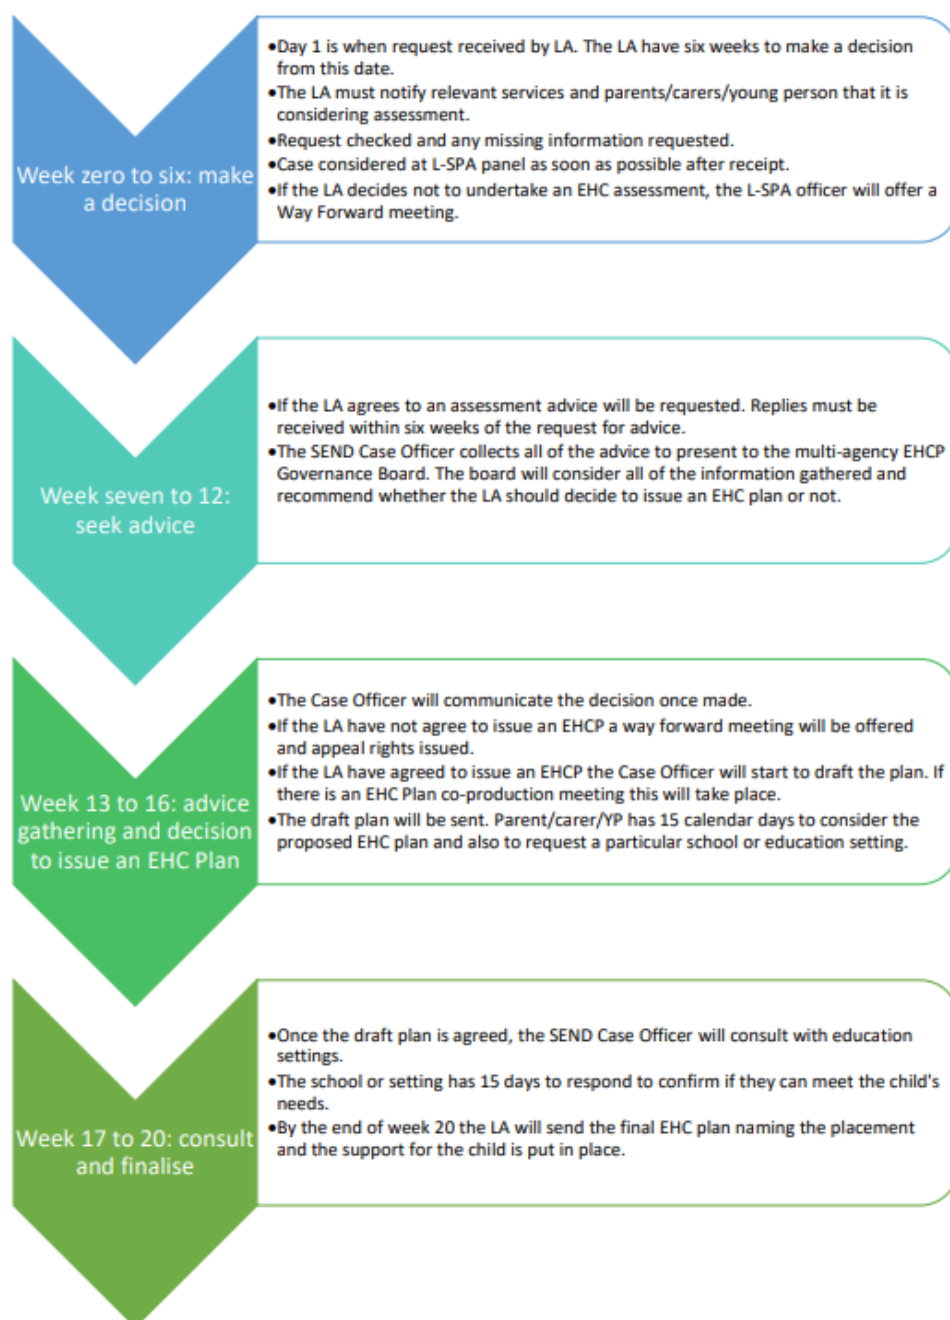 Week zero to six: make
a decision
•Day 1 is when request received by LA. The LA have six weeks to make a decision
from this date.
•The LA must notify relevant services and parents/carers/young person that it is
considering assessment.
•Request checked and any missing information requested.
•Case considered at L-SPA panel as soon as possible after receipt.
•If the LA decides not to undertake an EHC assessment, the L-SPA officer will offer a
Way Forward meeting.
Week seven to 12:
seek advice
•If the LA agrees to an assessment advice will be requested. Replies must be
received within six weeks of the request for advice.
•The SEND Case Officer collects all of the advice to present to the multi-agency EHCP
Governance Board. The board will consider all of the information gathered and
recommend whether the LA should decide to issue an EHC plan or not.
Week 13 to 16: advice
gathering and decision
to issue an EHC Plan
•The Case Officer will communicate the decision once made.
•If the LA have not agree to issue an EHCP a way forward meeting will be offered
and appeal rights issued.
•If the LA have agreed to issue an EHCP the Case Officer will start to draft the plan. If
there is an EHC Plan co-production meeting this will take place.
•The draft plan will be sent. Parent/carer/YP has 15 calendar days to consider the
proposed EHC plan and also to request a particular school or education setting.
Week 17 to 20: consult
and finalise
•Once the draft plan is agreed, the SEND Case Officer will consult with education
settings.
•The school or setting has 15 days to respond to confirm if they can meet the child's
needs.
•By the end of week 20 the LA will send the final EHC plan naming the placement
and the support for the child is put in place.